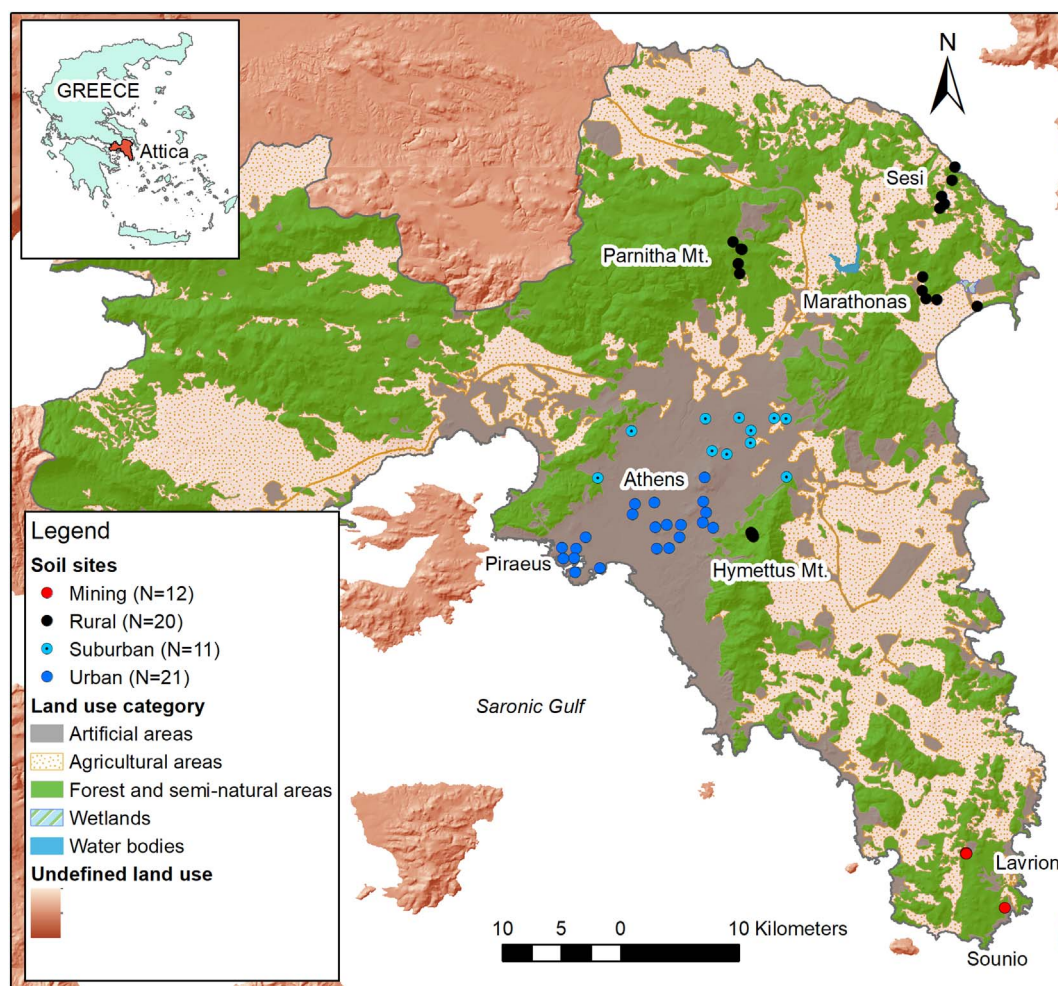 GREECE
Attica
N
Sesi
Parnitha Mt.
Marathonas
Athens
Piraeus
Hymettus Mt.
Saronic Gulf
Lavrion
Sounio
10 5 0 10 Kilometers
Legend
Soil sites
Mining (N=12)
Rural (N=20)
Suburban (N=11)
Urban (N=21)
Land use category
Artificial areas
Agricultural areas
Forest and semi-natural areas
Wetlands
Water bodies
Undefined land use